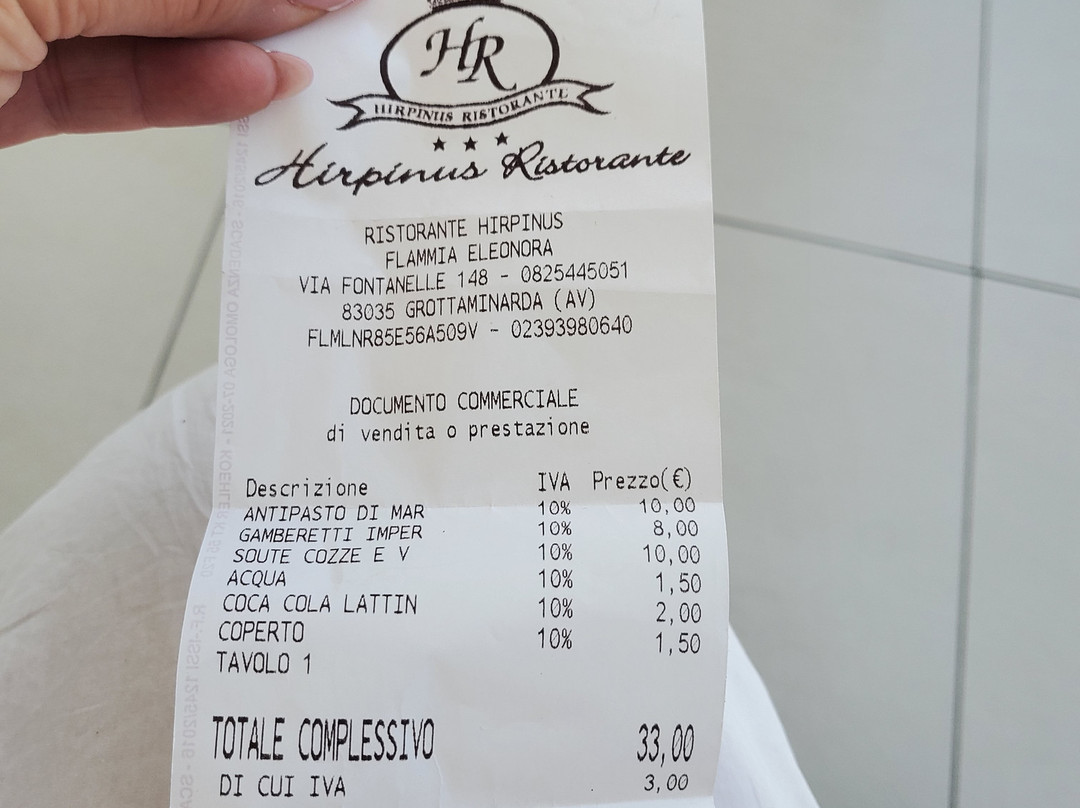 HR
HIRPINUS RISTORANTE
Hirpinus Ristorante
RISTORANTE HIRPINUS
FLAMMIA ELEONORA
VIA FONTANELLE 148 - 0825445051
83035 GROTTAMINARDA (AV)
FLMLNR85E56A509V - 02393980640
DOCUMENTO COMMERCIALE
di vendita o prestazione
Descrizione IVA Prezzo(€)
ANTIPASTO DI MAR 10% 10,00
GAMBERETTI IMPER 10% 8,00
SOUTE COZZE E V 10% 10,00
ACQUA 10% 1,50
COCA COLA LATTIN 10% 2,00
COPERTO 10% 1,50
TAVOLO 1
TOTALE COMPLESSIVO 33,00
DI CUI IVA 3,00